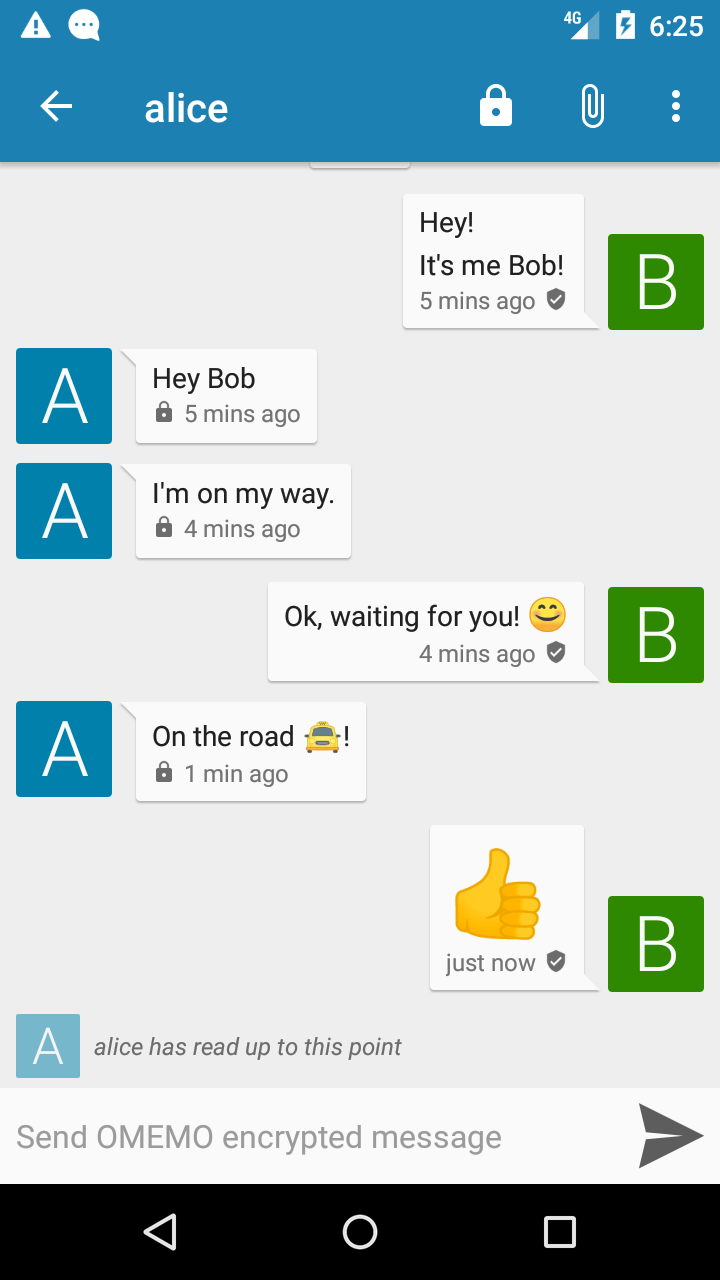 4G 6:25
alice
Hey!
It's me Bob!
5 mins ago
B
A
Hey Bob
5 mins ago
A
I'm on my way.
4 mins ago
Ok, waiting for you! 😊
4 mins ago
B
A
On the road 🚖!
1 min ago
👍
just now
B
A
alice has read up to this point
Send OMEMO encrypted message